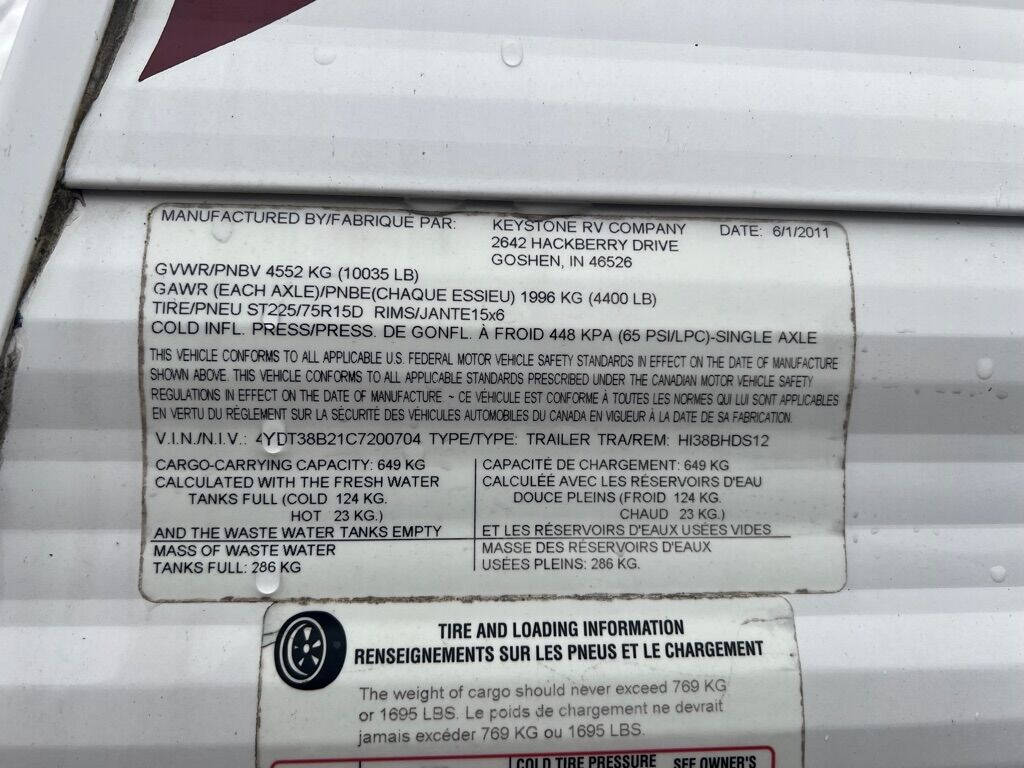 MANUFACTURED BY/FABRIQUÉ PAR: KEYSTONE RV COMPANY DATE: 6/1/2011
2642 HACKBERRY DRIVE
GOSHEN, IN 46526
GVWR/PNBV 4552 KG (10035 LB)
GAWR (EACH AXLE)/PNBE(CHAQUE ESSIEU) 1996 KG (4400 LB)
TIRE/PNEU ST225/75R15D RIMS/JANTE15x6
COLD INFL. PRESS/PRESS. DE GONFL. À FROID 448 KPA (65 PSI/LPC)-SINGLE AXLE
THIS VEHICLE CONFORMS TO ALL APPLICABLE U.S. FEDERAL MOTOR VEHICLE SAFETY STANDARDS IN EFFECT ON THE DATE OF MANUFACTURE
SHOWN ABOVE. THIS VEHICLE CONFORMS TO ALL APPLICABLE STANDARDS PRESCRIBED UNDER THE CANADIAN MOTOR VEHICLE SAFETY
REGULATIONS IN EFFECT ON THE DATE OF MANUFACTURE. ~ CE VÉHICULE EST CONFORME À TOUTES LES NORMES QUI LUI SONT APPLICABLES
EN VERTU DU RÈGLEMENT SUR LA SÉCURITÉ DES VÉHICULES AUTOMOBILES DU CANADA EN VIGUEUR À LA DATE DE SA FABRICATION.
V.I.N./N.I.V.: 4YDT38B21C7200704 TYPE/TYPE: TRAILER TRA/REM: HI38BHDS12
CARGO-CARRYING CAPACITY: 649 KG
CALCULATED WITH THE FRESH WATER
TANKS FULL (COLD 124 KG.
HOT 23 KG.)
AND THE WASTE WATER TANKS EMPTY
MASS OF WASTE WATER
TANKS FULL: 286 KG
CAPACITÉ DE CHARGEMENT: 649 KG
CALCULÉÉ AVEC LES RÉSERVOIRS D'EAU
DOUCE PLEINS (FROID 124 KG.
CHAUD 23 KG.)
ET LES RÉSERVOIRS D'EAUX USÉES VIDES
MASSE DES RÉSERVOIRS D'EAUX
USÉES PLEINS: 286 KG.
TIRE AND LOADING INFORMATION
RENSEIGNEMENTS SUR LES PNEUS ET LE CHARGEMENT
The weight of cargo should never exceed 769 KG
or 1695 LBS. Le poids de chargement ne devrait
jamais excéder 769 KG ou 1695 LBS.
COLD TIRE PRESSURE SEE OWNER'S